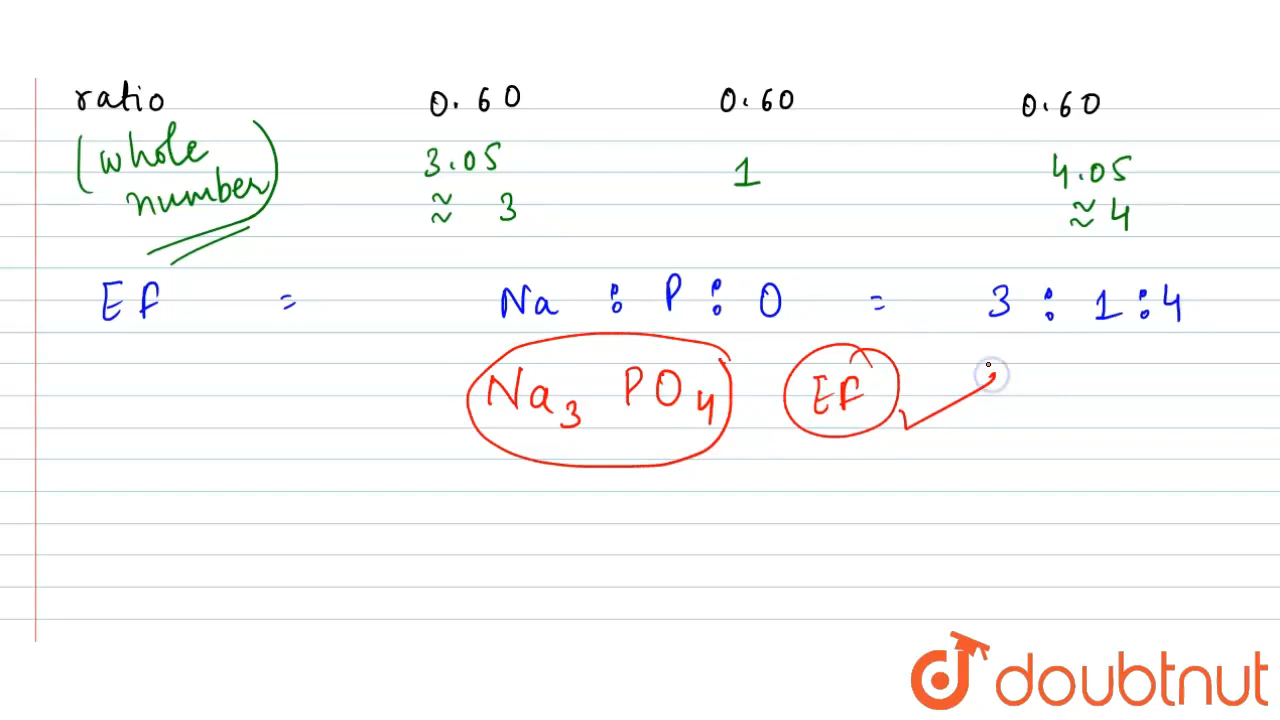 ratio 0.60 0.60 0.60
(whole number) 3.05 1 4.05
≈ 3 ≈ 4
EF = Na : P : O = 3 : 1 : 4
Na₃ PO₄ EF
doubtnut